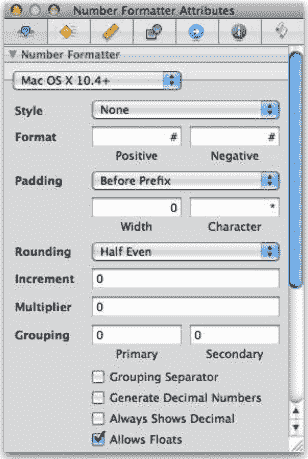 Number Formatter Attributes
Number Formatter
Mac OS X 10.4+
Style None
Format # #
Positive Negative
Padding Before Prefix
0 *
Width Character
Rounding Half Even
Increment 0
Multiplier 0
Grouping 0 0
Primary Secondary
Grouping Separator
Generate Decimal Numbers
Always Shows Decimal
Allows Floats